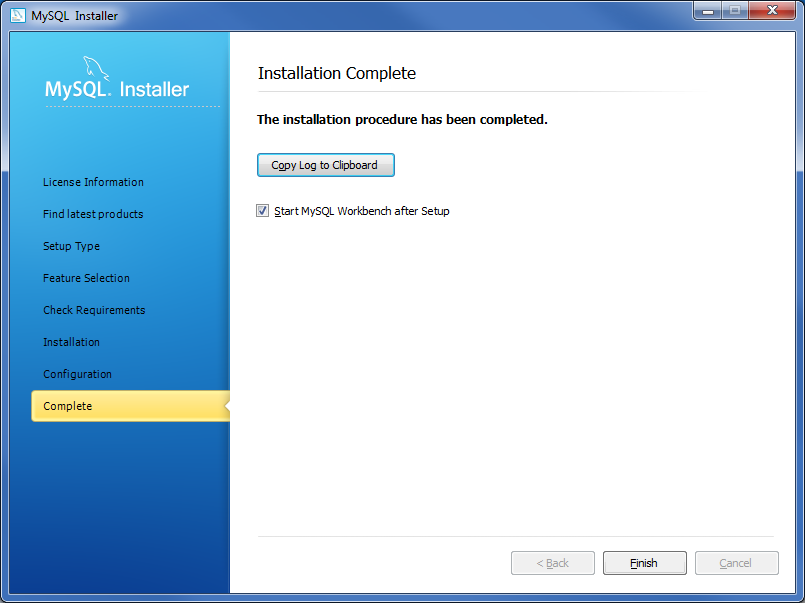 MySQL Installer
MySQL. Installer
License Information
Find latest products
Setup Type
Feature Selection
Check Requirements
Installation
Configuration
Complete
Installation Complete
The installation procedure has been completed.
Copy Log to Clipboard
Start MySQL Workbench after Setup
< Back
Finish
Cancel